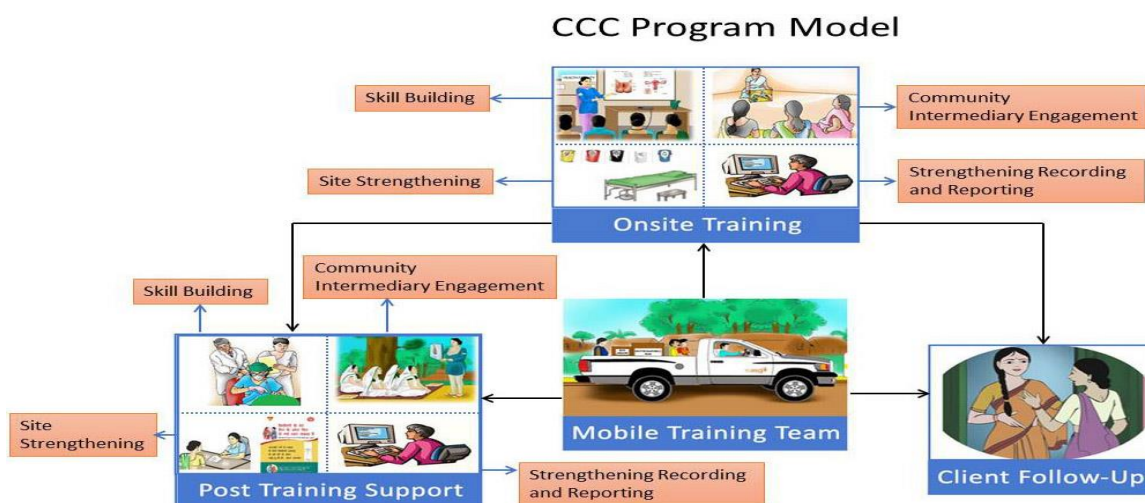 CCC Program Model
Skill Building
Community
Intermediary Engagement
Site Strengthening
Strengthening Recording
and Reporting
Onsite Training
Skill Building
Community
Intermediary Engagement
Site
Strengthening
Mobile Training Team
Strengthening Recording
and Reporting
Post Training Support
Client Follow-Up